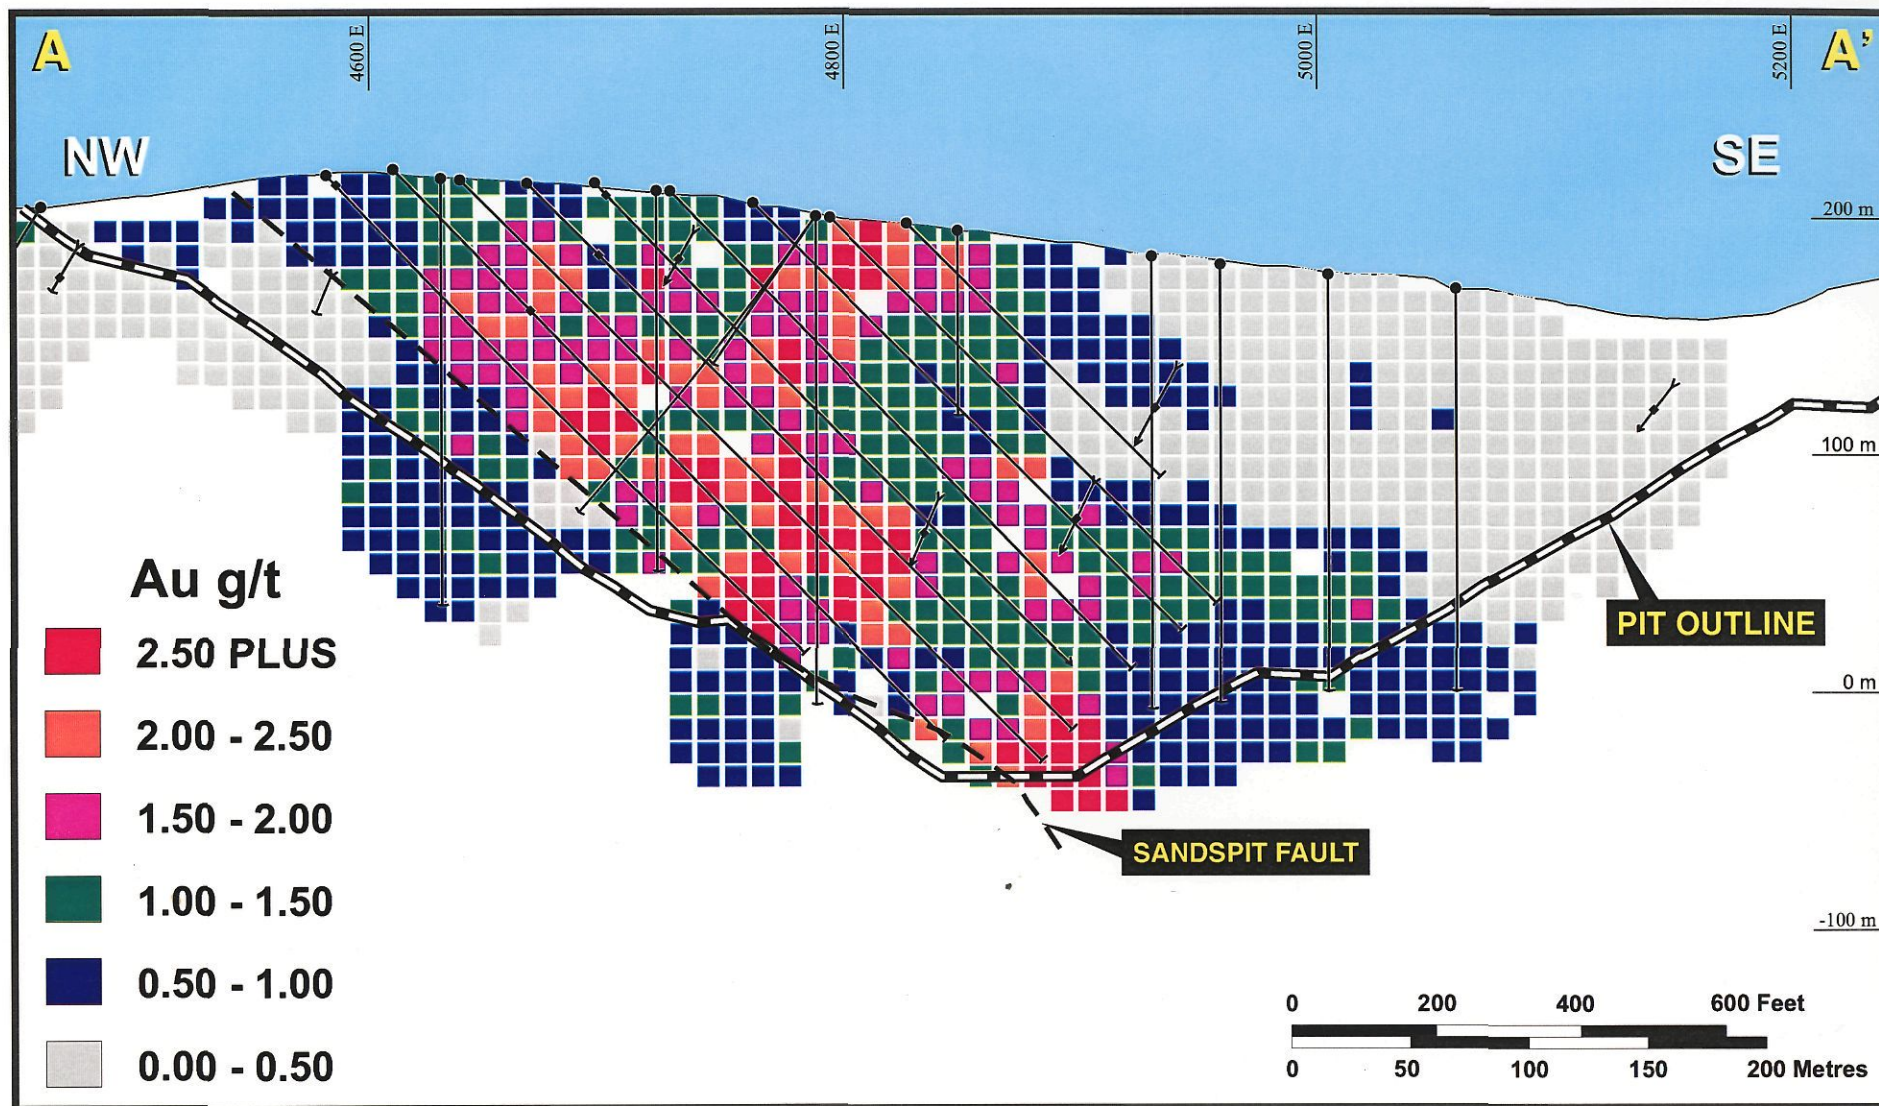 A
4600 E
4800 E
5000 E
5200 E
A'
NW
SE
200 m
100 m
0 m
-100 m
PIT OUTLINE
SANDSPIT FAULT
Au g/t
2.50 PLUS
2.00 - 2.50
1.50 - 2.00
1.00 - 1.50
0.50 - 1.00
0.00 - 0.50
0 200 400 600 Feet
0 50 100 150 200 Metres